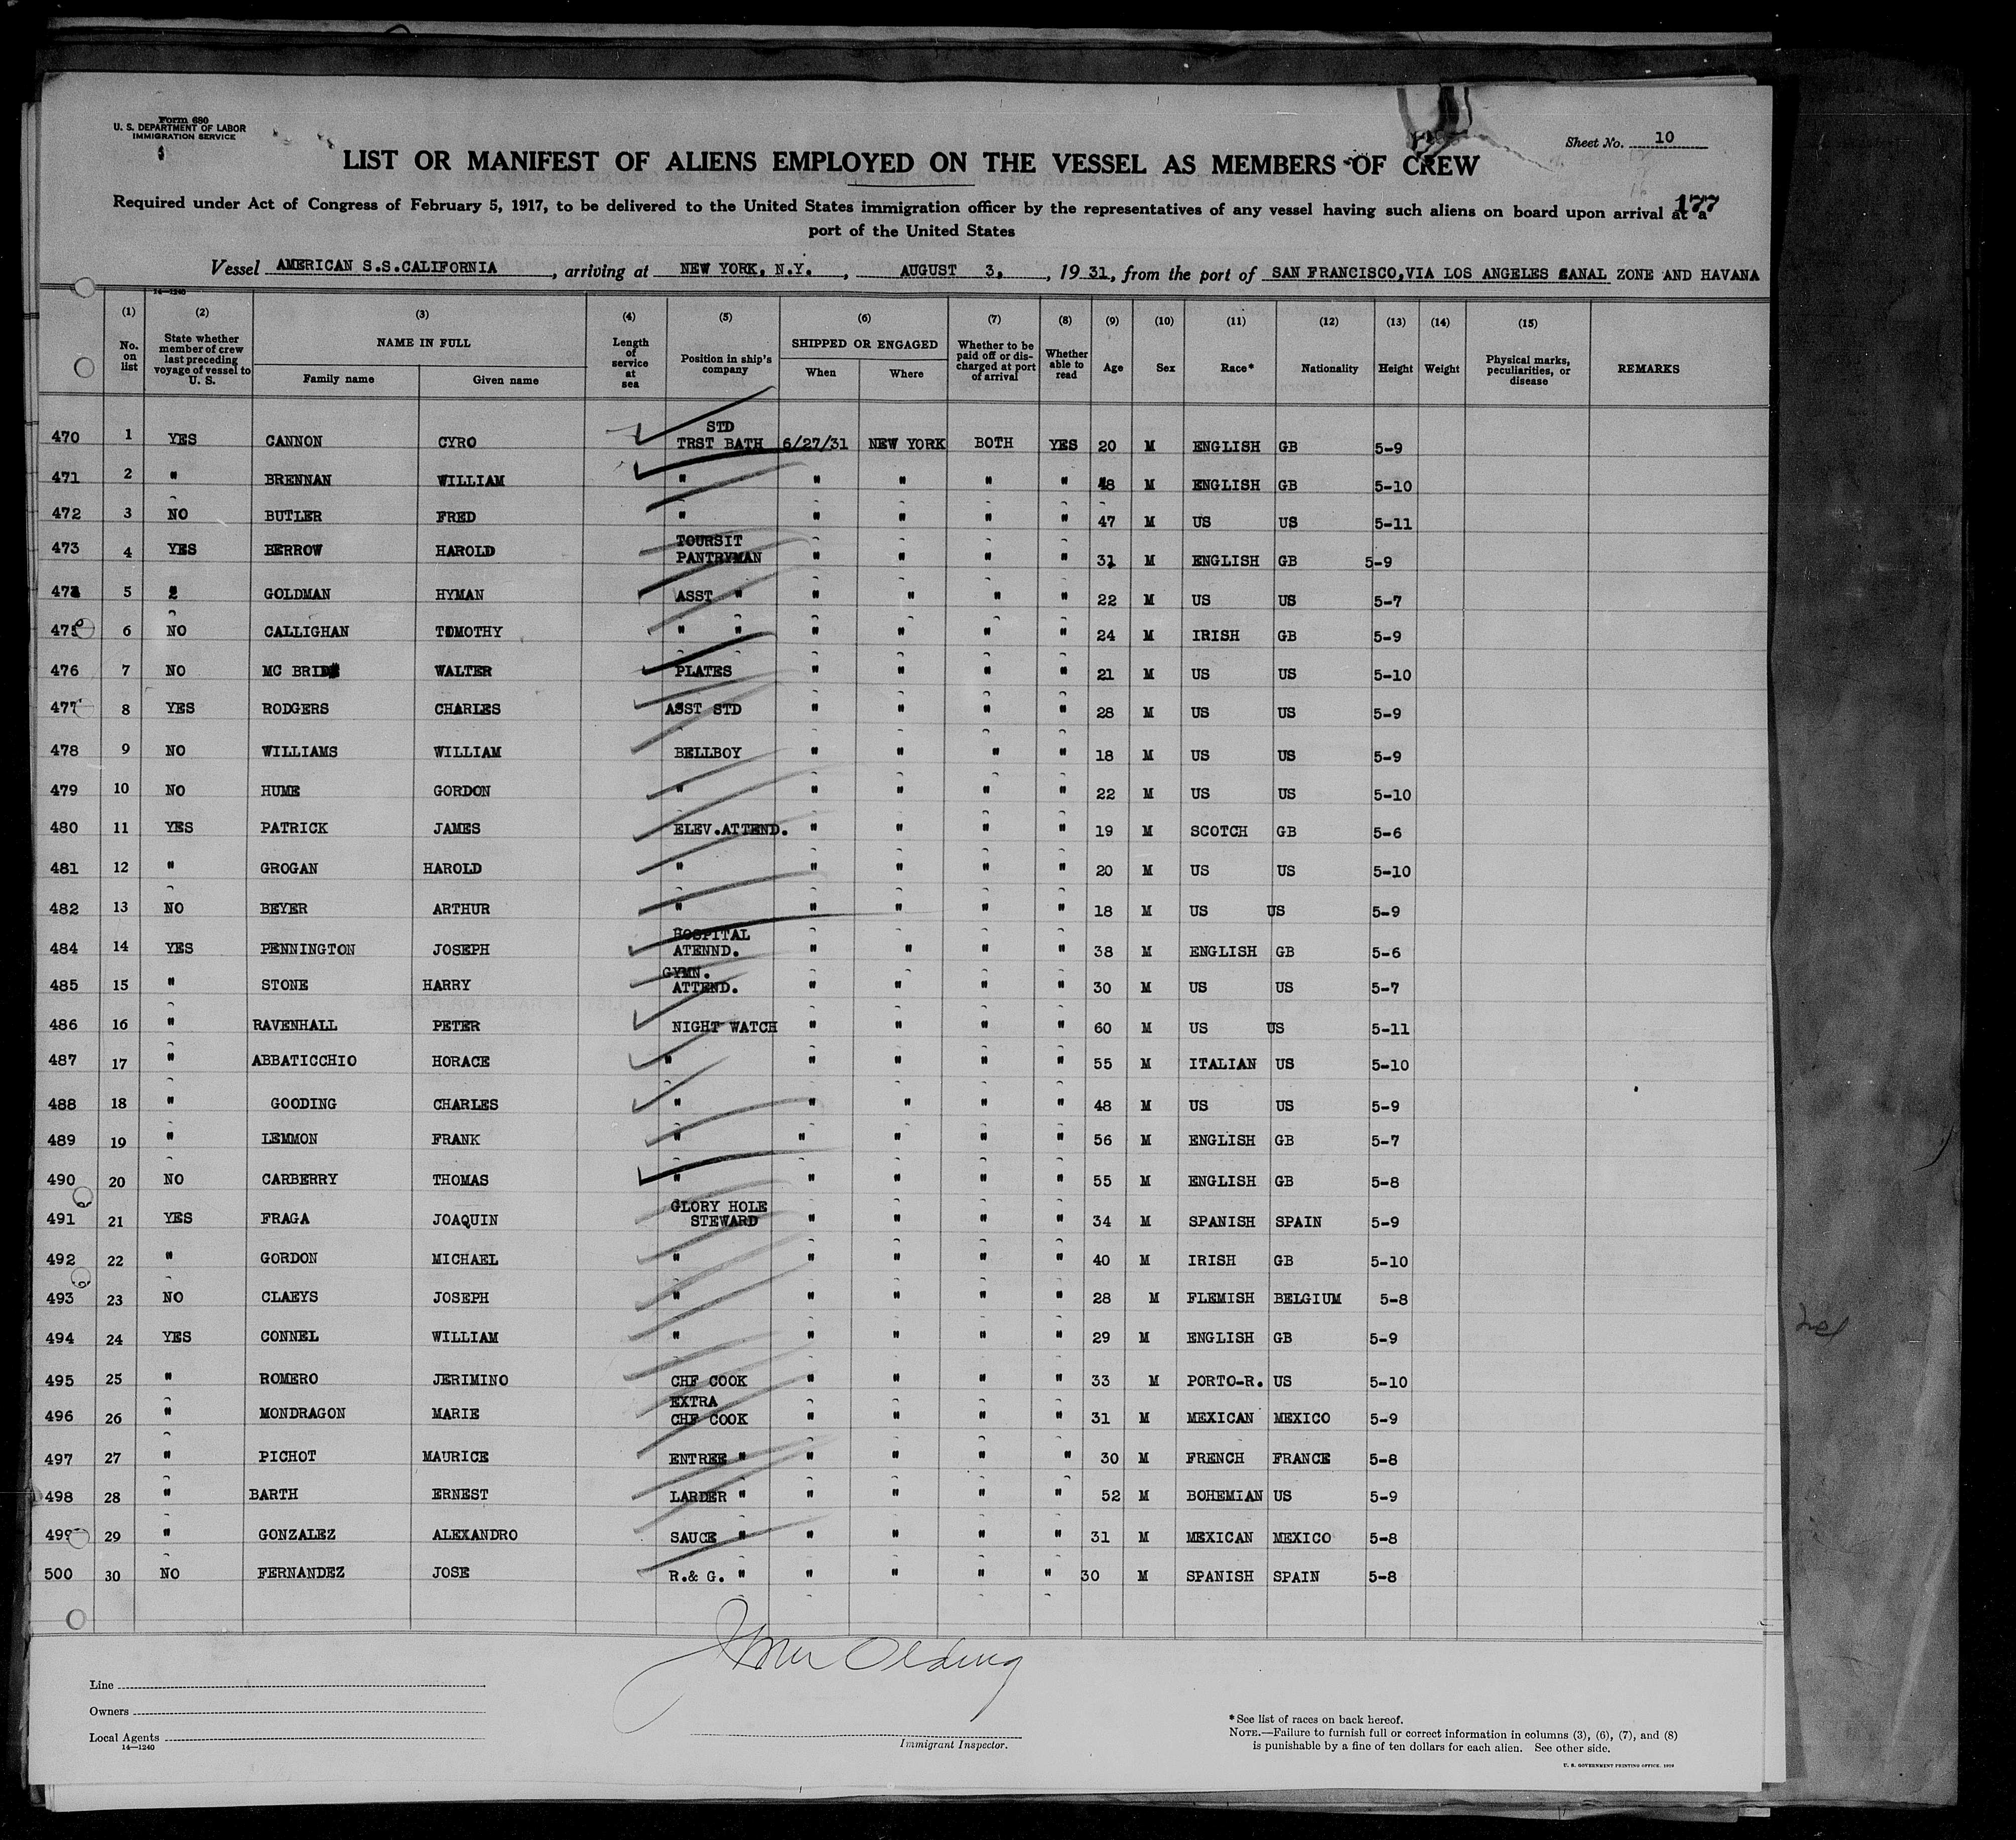 Form 680
U. S. DEPARTMENT OF LABOR
IMMIGRATION SERVICE
Sheet No. 10
LIST OR MANIFEST OF ALIENS EMPLOYED ON THE VESSEL AS MEMBERS OF CREW
177
Required under Act of Congress of February 5, 1917, to be delivered to the United States immigration officer by the representatives of any vessel having such aliens on board upon arrival at a
port of the United States
Vessel AMERICAN S.S.CALIFORNIA, arriving at NEW YORK, N.Y., AUGUST 3, 1931, from the port of SAN FRANCISCO,VIA LOS ANGELES CANAL ZONE AND HAVANA
14—1240
(1) (2) (3) (4) (5) (6) (7) (8) (9) (10) (11) (12) (13) (14) (15)
No. on list State whether member of crew last preceding voyage of vessel to U. S. NAME IN FULL Family name Given name Length of service at sea Position in ship's company SHIPPED OR ENGAGED When Where Whether to be paid off or discharged at port of arrival Whether able to read Age Sex Race* Nationality Height Weight Physical marks, peculiarities, or disease REMARKS
470 1 YES CANNON CYRO STD TRST BATH 6/27/31 NEW YORK BOTH YES 20 M ENGLISH GB 5-9
471 2 " BRENNAN WILLIAM " " " " " 48 M ENGLISH GB 5-10
472 3 NO BUTLER FRED " " " " " 47 M US US 5-11
473 4 YES BERROW HAROLD TOURSIT PANTRYMAN " " " " 31 M ENGLISH GB 5-9
474 5 " GOLDMAN HYMAN ASST " " " " " 22 M US US 5-7
475 6 NO CALLIGHAN TIMOTHY " " " " " " 24 M IRISH GB 5-9
476 7 NO MC BRIDE WALTER PLATES " " " " 21 M US US 5-10
477 8 YES RODGERS CHARLES ASST STD " " " " 28 M US US 5-9
478 9 NO WILLIAMS WILLIAM BELLBOY " " " " 18 M US US 5-9
479 10 NO HUME GORDON " " " " " 22 M US US 5-10
480 11 YES PATRICK JAMES ELEV.ATTEND. " " " " 19 M SCOTCH GB 5-6
481 12 " GROGAN HAROLD " " " " " 20 M US US 5-10
482 13 NO BEYER ARTHUR " " " " " 18 M US US 5-9
484 14 YES PENNINGTON JOSEPH HOSPITAL ATENND. " " " " 38 M ENGLISH GB 5-6
485 15 " STONE HARRY GYMN. ATTEND. " " " " 30 M US US 5-7
486 16 " RAVENHALL PETER NIGHT WATCH " " " " 60 M US US 5-11
487 17 " ABBATICCHIO HORACE " " " " " 55 M ITALIAN US 5-10
488 18 " GOODING CHARLES " " " " " 48 M US US 5-9
489 19 " LEMMON FRANK " " " " " 56 M ENGLISH GB 5-7
490 20 NO CARBERRY THOMAS " " " " " 55 M ENGLISH GB 5-8
491 21 YES FRAGA JOAQUIN GLORY HOLE STEWARD " " " " 34 M SPANISH SPAIN 5-9
492 22 " GORDON MICHAEL " " " " " 40 M IRISH GB 5-10
493 23 NO CLAEYS JOSEPH " " " " " 28 M FLEMISH BELGIUM 5-8
494 24 YES CONNEL WILLIAM " " " " " 29 M ENGLISH GB 5-9
495 25 " ROMERO JERIMINO CHF COOK " " " " 33 M PORTO-R. US 5-10
496 26 " MONDRAGON MARIE EXTRA CHF COOK " " " " 31 M MEXICAN MEXICO 5-9
497 27 " PICHOT MAURICE ENTREE " " " " " 30 M FRENCH FRANCE 5-8
498 28 " BARTH ERNEST LARDER " " " " " 52 M BOHEMIAN US 5-9
499 29 " GONZALEZ ALEXANDRO SAUCE " " " " " 31 M MEXICAN MEXICO 5-8
500 30 NO FERNANDEZ JOSE R.& G. " " " " " 30 M SPANISH SPAIN 5-8
Line
Owners
Local Agents
14—1240
Olding
Immigrant Inspector.
*See list of races on back hereof.
NOTE.—Failure to furnish full or correct information in columns (3), (6), (7), and (8)
is punishable by a fine of ten dollars for each alien. See other side.
U. S. GOVERNMENT PRINTING OFFICE